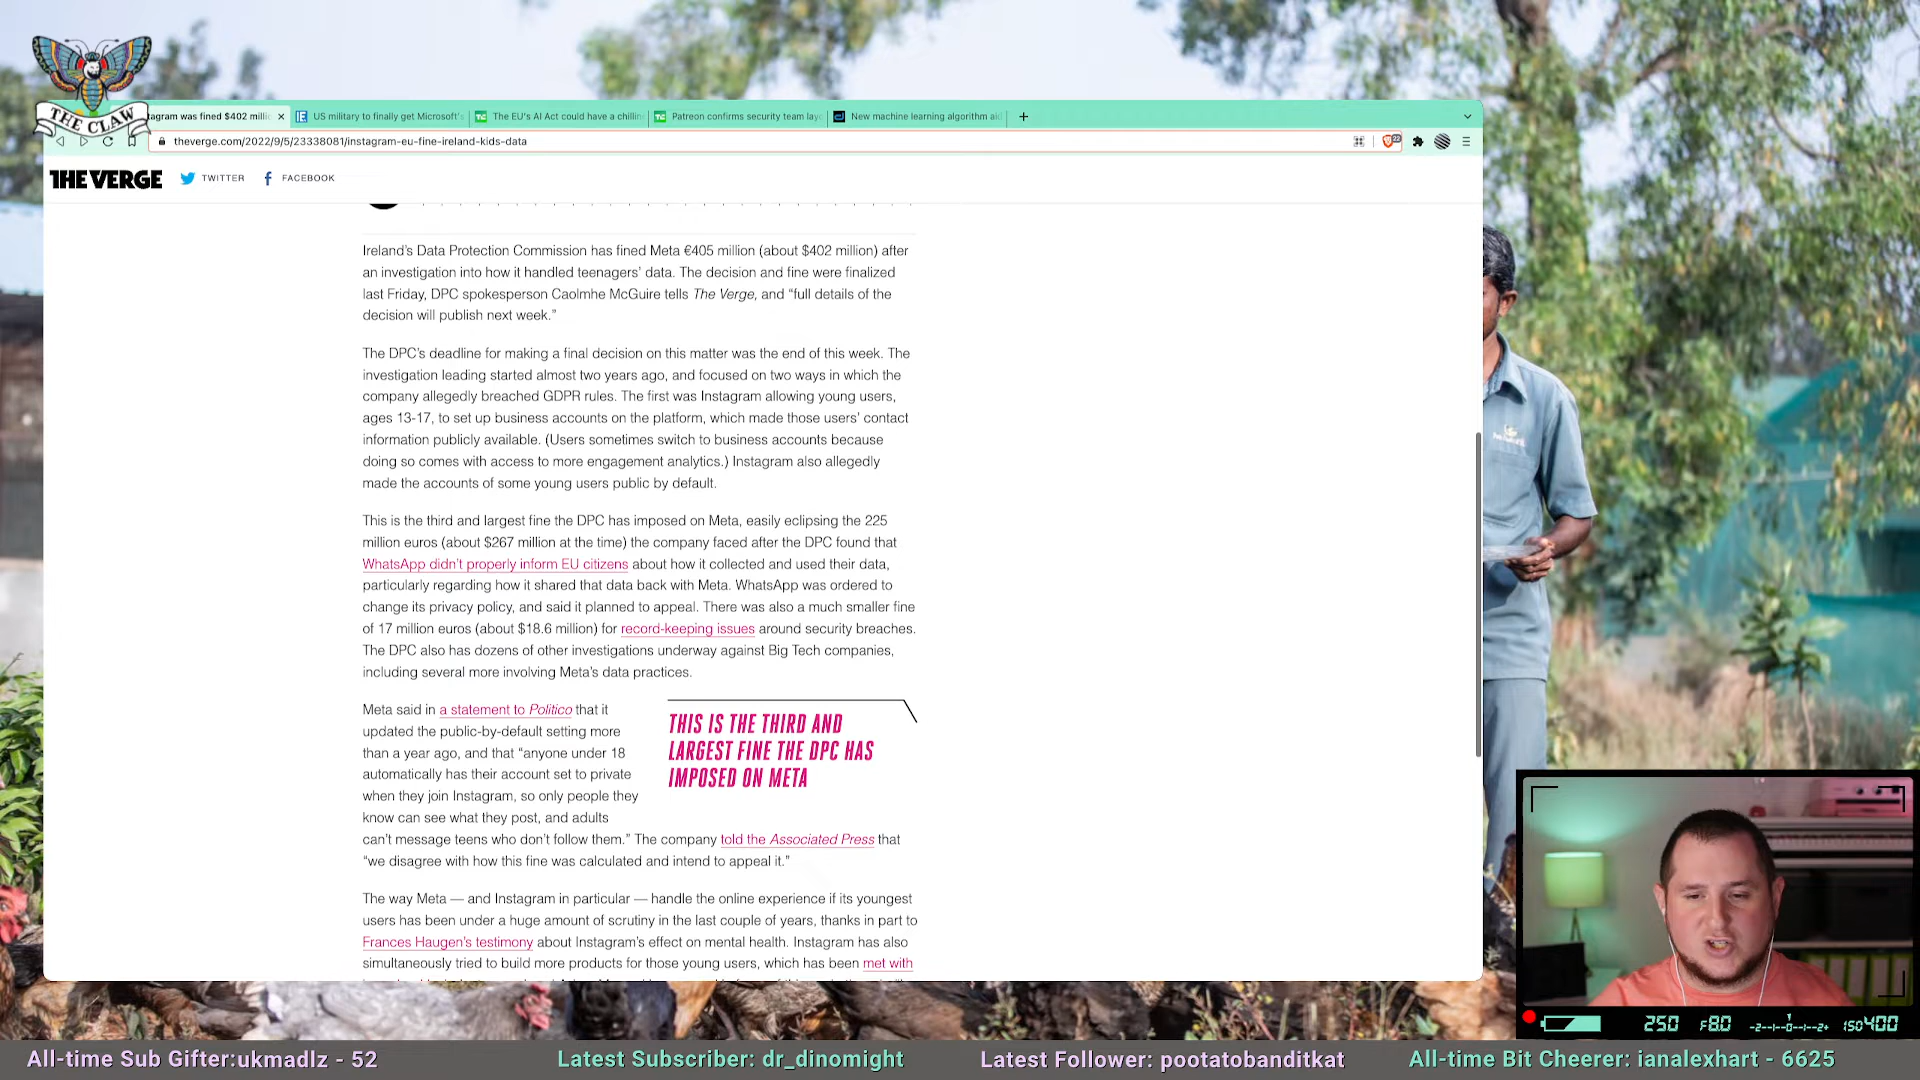 THE CLAW
tagram was fined $402 milli
US military to finally get Microsoft's
The EU's AI Act could have a chillin
Patreon confirms security team lay
New machine learning algorithm aid
theverge.com/2022/9/5/23338081/instagram-eu-fine-ireland-kids-data
22
THE VERGE
TWITTER
FACEBOOK
Ireland's Data Protection Commission has fined Meta €405 million (about $402 million) after
an investigation into how it handled teenagers' data. The decision and fine were finalized
last Friday, DPC spokesperson Caolmhe McGuire tells The Verge, and “full details of the
decision will publish next week.”
The DPC's deadline for making a final decision on this matter was the end of this week. The
investigation leading started almost two years ago, and focused on two ways in which the
company allegedly breached GDPR rules. The first was Instagram allowing young users,
ages 13-17, to set up business accounts on the platform, which made those users' contact
information publicly available. (Users sometimes switch to business accounts because
doing so comes with access to more engagement analytics.) Instagram also allegedly
made the accounts of some young users public by default.
This is the third and largest fine the DPC has imposed on Meta, easily eclipsing the 225
million euros (about $267 million at the time) the company faced after the DPC found that
WhatsApp didn't properly inform EU citizens about how it collected and used their data,
particularly regarding how it shared that data back with Meta. WhatsApp was ordered to
change its privacy policy, and said it planned to appeal. There was also a much smaller fine
of 17 million euros (about $18.6 million) for record-keeping issues around security breaches.
The DPC also has dozens of other investigations underway against Big Tech companies,
including several more involving Meta's data practices.
Meta said in a statement to Politico that it
updated the public-by-default setting more
than a year ago, and that “anyone under 18
automatically has their account set to private
when they join Instagram, so only people they
know can see what they post, and adults
can't message teens who don't follow them.” The company told the Associated Press that
“we disagree with how this fine was calculated and intend to appeal it.”
THIS IS THE THIRD AND
LARGEST FINE THE DPC HAS
IMPOSED ON META
The way Meta — and Instagram in particular — handle the online experience if its youngest
users has been under a huge amount of scrutiny in the last couple of years, thanks in part to
Frances Haugen's testimony about Instagram's effect on mental health. Instagram has also
simultaneously tried to build more products for those young users, which has been met with
250 F8.0 -2--1--0--1--2+ ISO400
All-time Sub Gifter:ukmadlz - 52
Latest Subscriber: dr_dinomight
Latest Follower: pootatobanditkat
All-time Bit Cheerer: ianalexhart - 6625